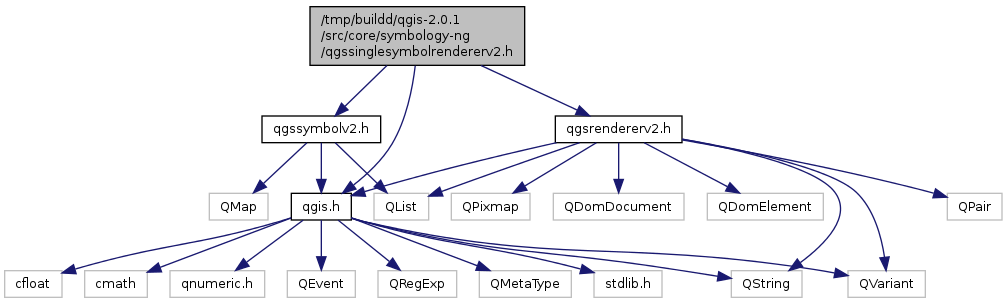 /tmp/buildd/qgis-2.0.1
/src/core/symbology-ng
/qgssinglesymbolrendererv2.h
qgssymbolv2.h
qgsrendererv2.h
QMap
qgis.h
QList
QPixmap
QDomDocument
QDomElement
QPair
cfloat
cmath
qnumeric.h
QEvent
QRegExp
QMetaType
stdlib.h
QString
QVariant